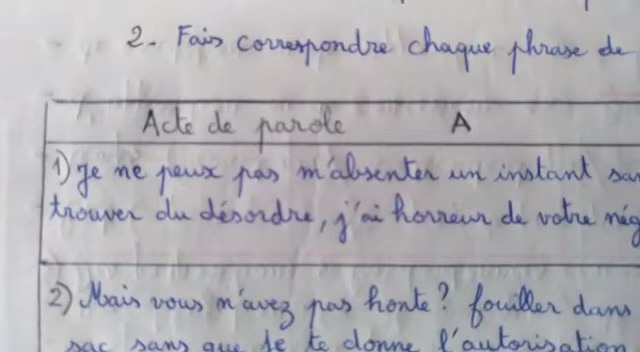 2. Fais correspondre chaque phrase de
Acte de parole A
1) Je ne peux pas m'absenter un instant
trouver du désordre, j'ai horreur de votre
2) Mais vous n'avez pas honte? fouiller dans
sac sans que je te donne l'autorisation